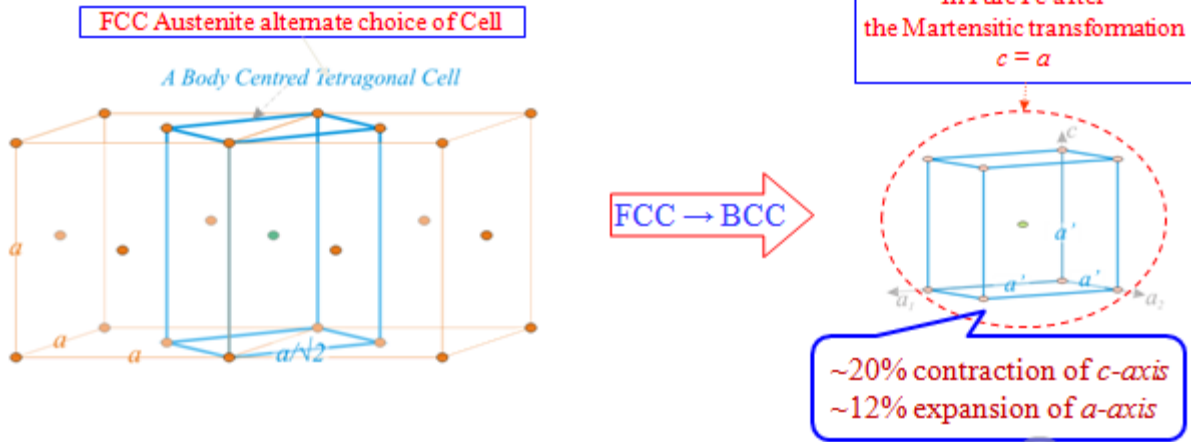 FCC Austenite alternate choice of Cell
A Body Centred Tetragonal Cell
a
a
a
a/√2
FCC → BCC
the Martensitic transformation
c = a
c
a'
a'
a'
a₁
a₂
~20% contraction of c-axis
~12% expansion of a-axis